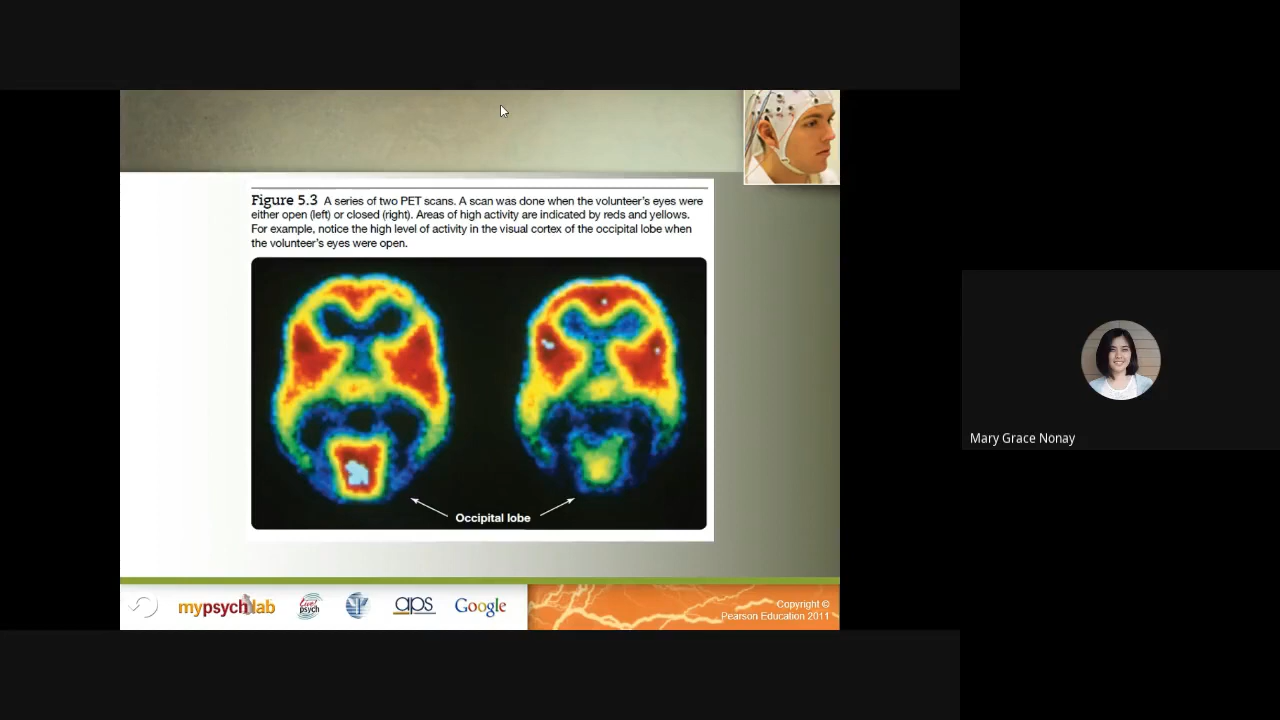 Figure 5.3 A series of two PET scans. A scan was done when the volunteer's eyes were
either open (left) or closed (right). Areas of high activity are indicated by reds and yellows.
For example, notice the high level of activity in the visual cortex of the occipital lobe when
the volunteer's eyes were open.
Occipital lobe
mypsychlab
Live!
psych
aps
Google
Copyright ©
Pearson Education 2011
Mary Grace Nonay